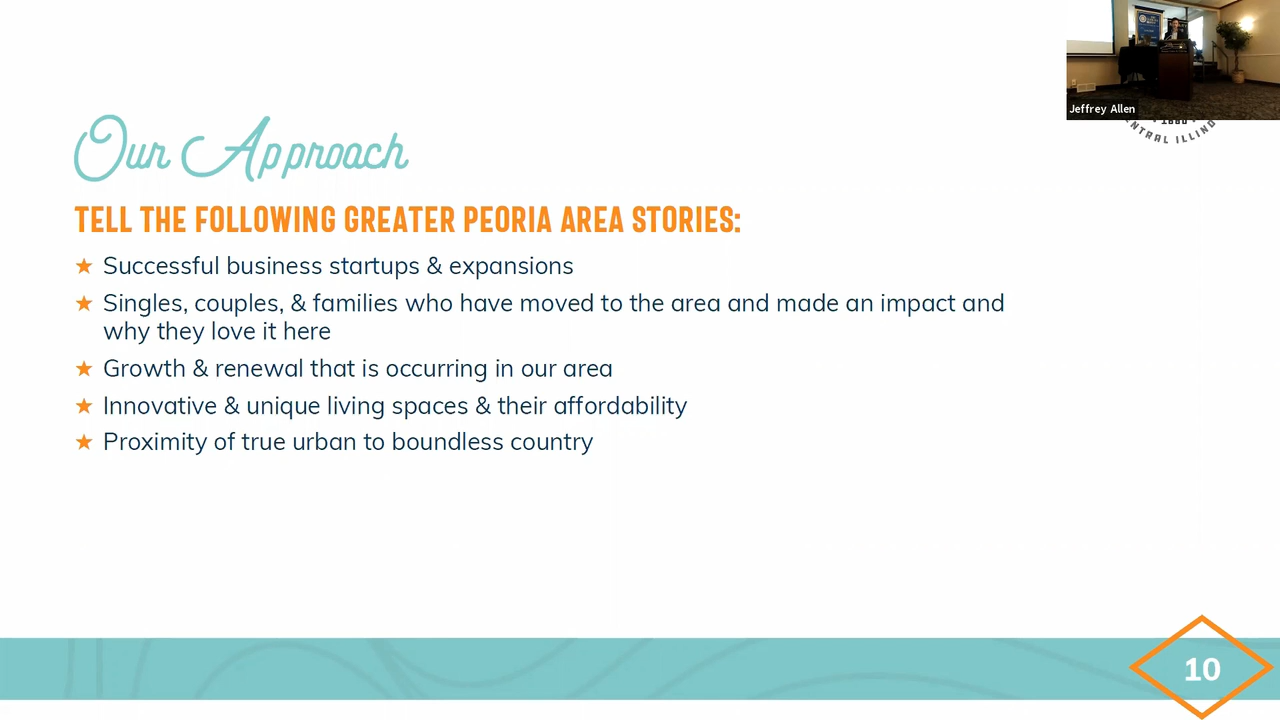 Our Approach
TELL THE FOLLOWING GREATER PEORIA AREA STORIES:
★ Successful business startups & expansions
★ Singles, couples, & families who have moved to the area and made an impact and
why they love it here
★ Growth & renewal that is occurring in our area
★ Innovative & unique living spaces & their affordability
★ Proximity of true urban to boundless country
Jeffrey Allen
10